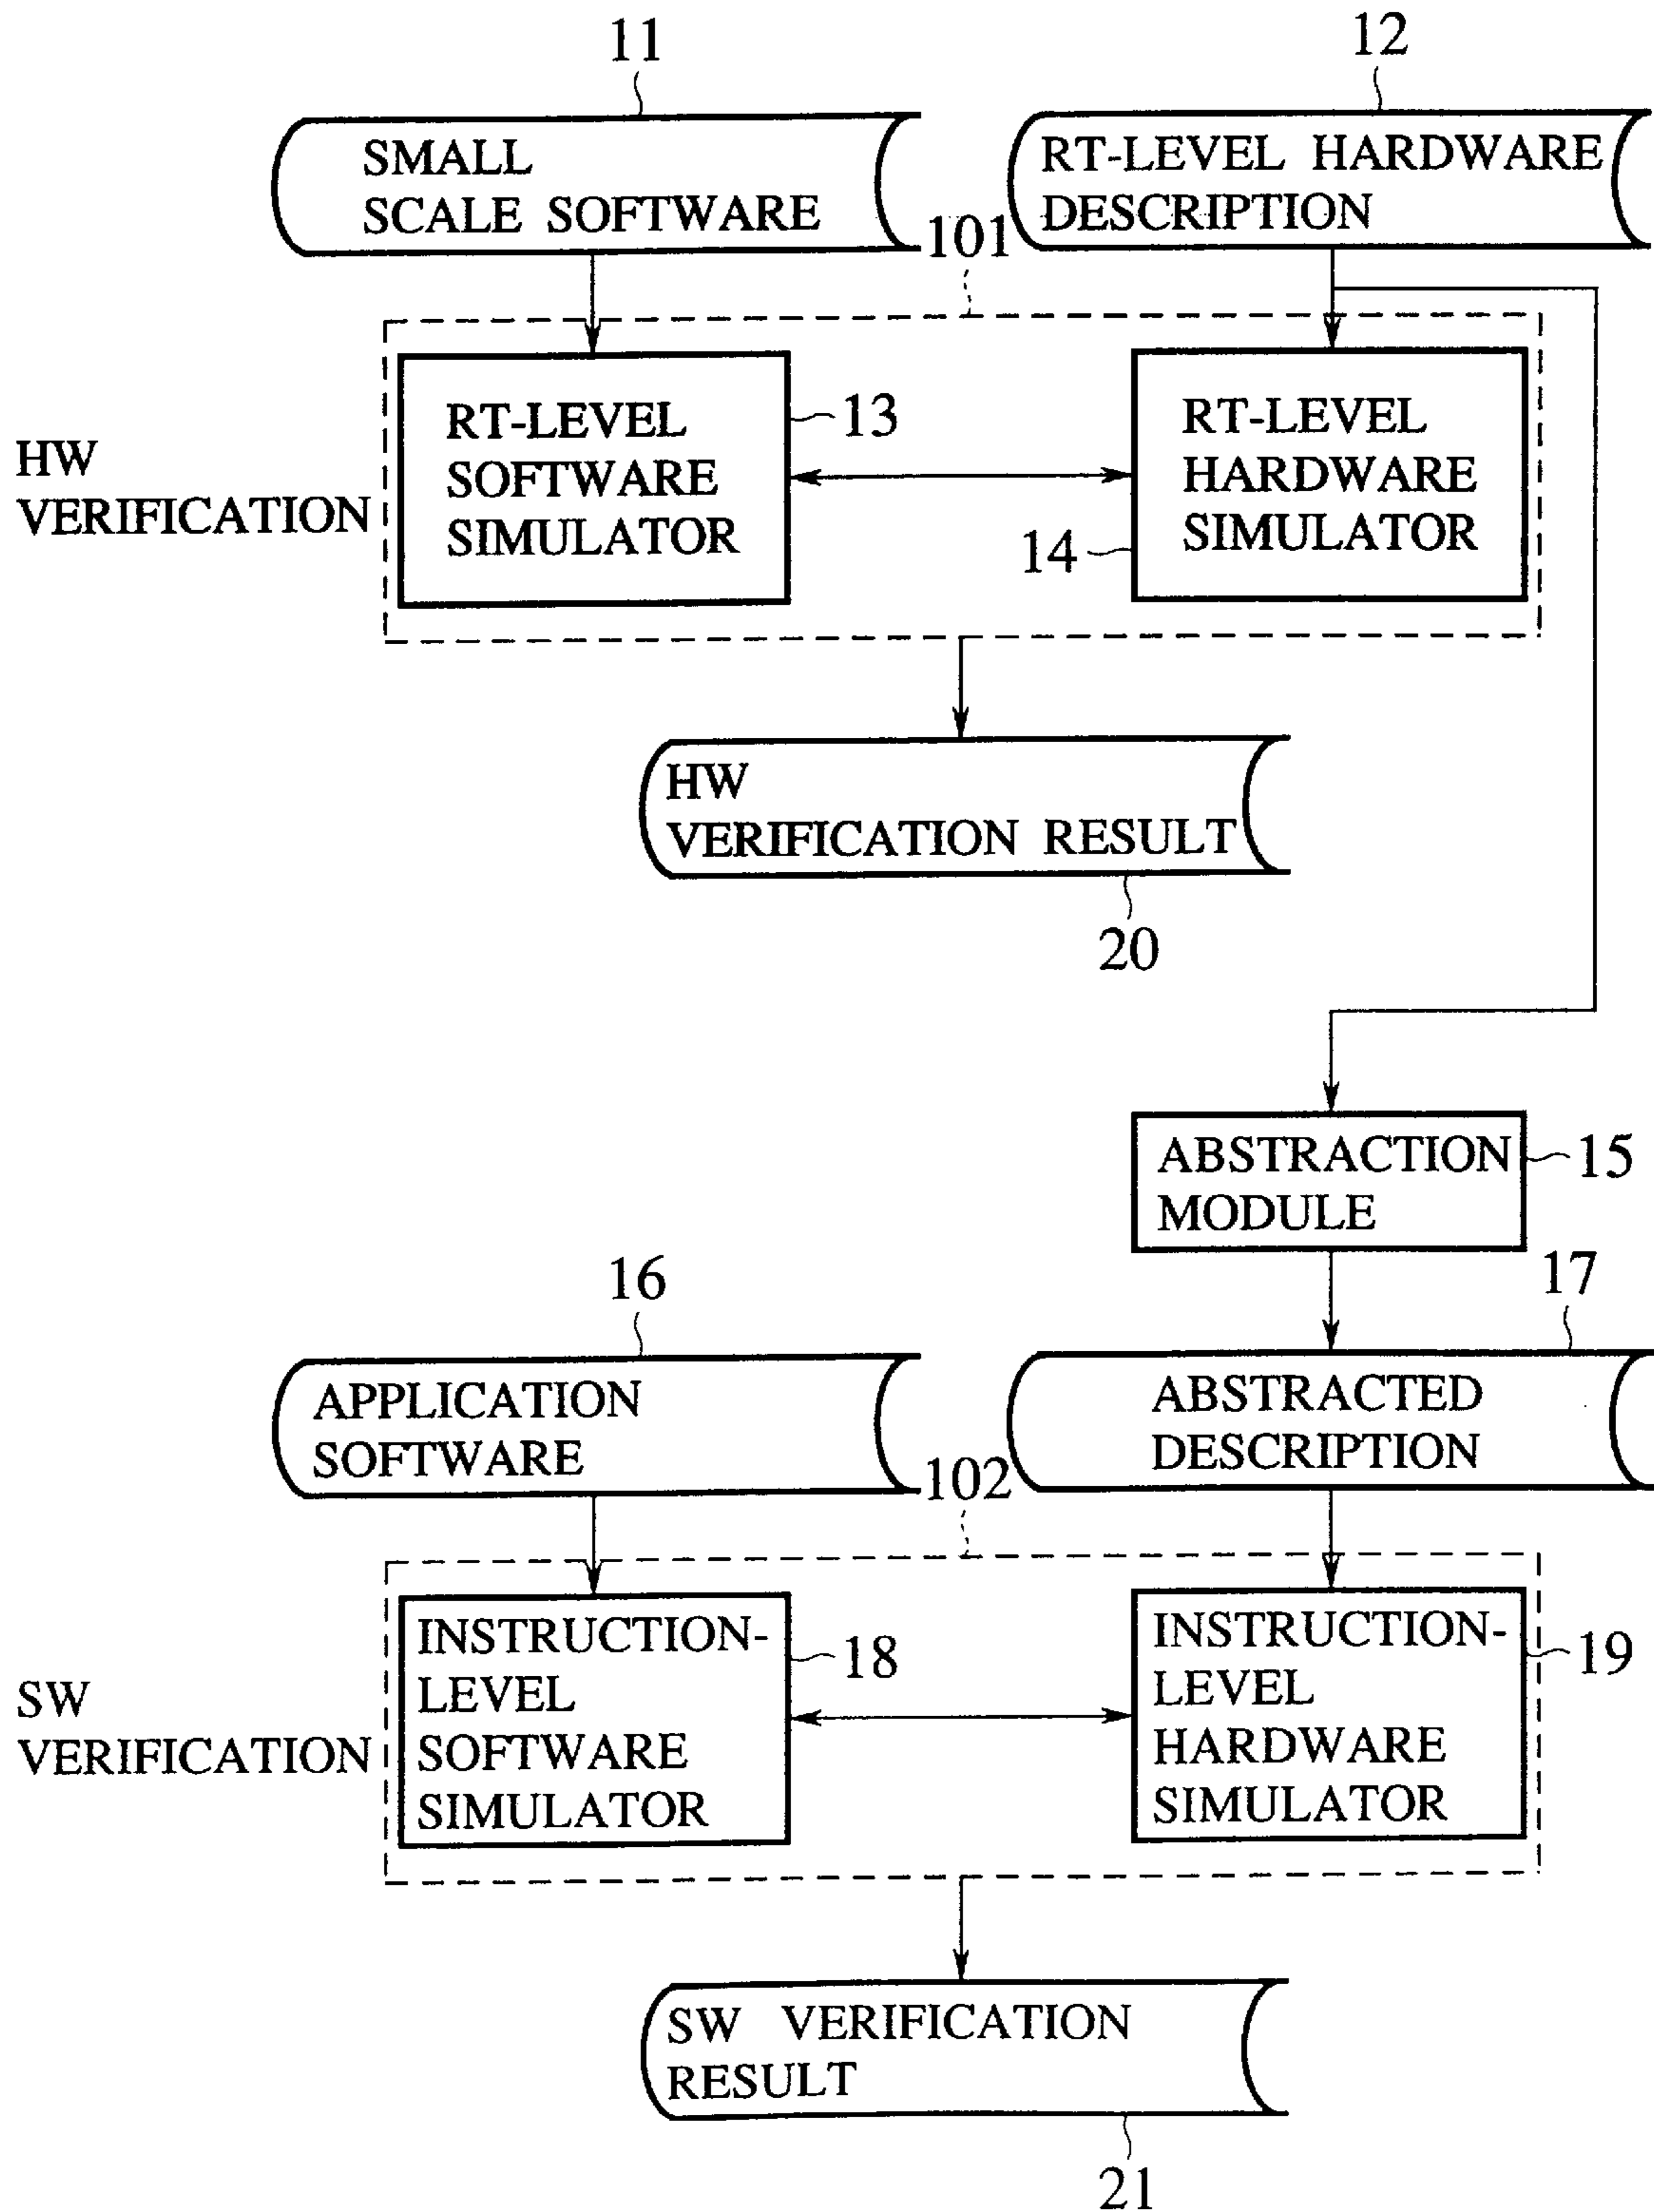 11
12
SMALL
SCALE SOFTWARE
RT-LEVEL HARDWARE
DESCRIPTION
101
HW
VERIFICATION
RT-LEVEL
SOFTWARE
SIMULATOR
13
RT-LEVEL
HARDWARE
SIMULATOR
14
HW
VERIFICATION RESULT
20
ABSTRACTION
MODULE
15
16
17
APPLICATION
SOFTWARE
ABSTRACTED
DESCRIPTION
102
SW
VERIFICATION
INSTRUCTION-
LEVEL
SOFTWARE
SIMULATOR
18
INSTRUCTION-
LEVEL
HARDWARE
SIMULATOR
19
SW VERIFICATION
RESULT
21